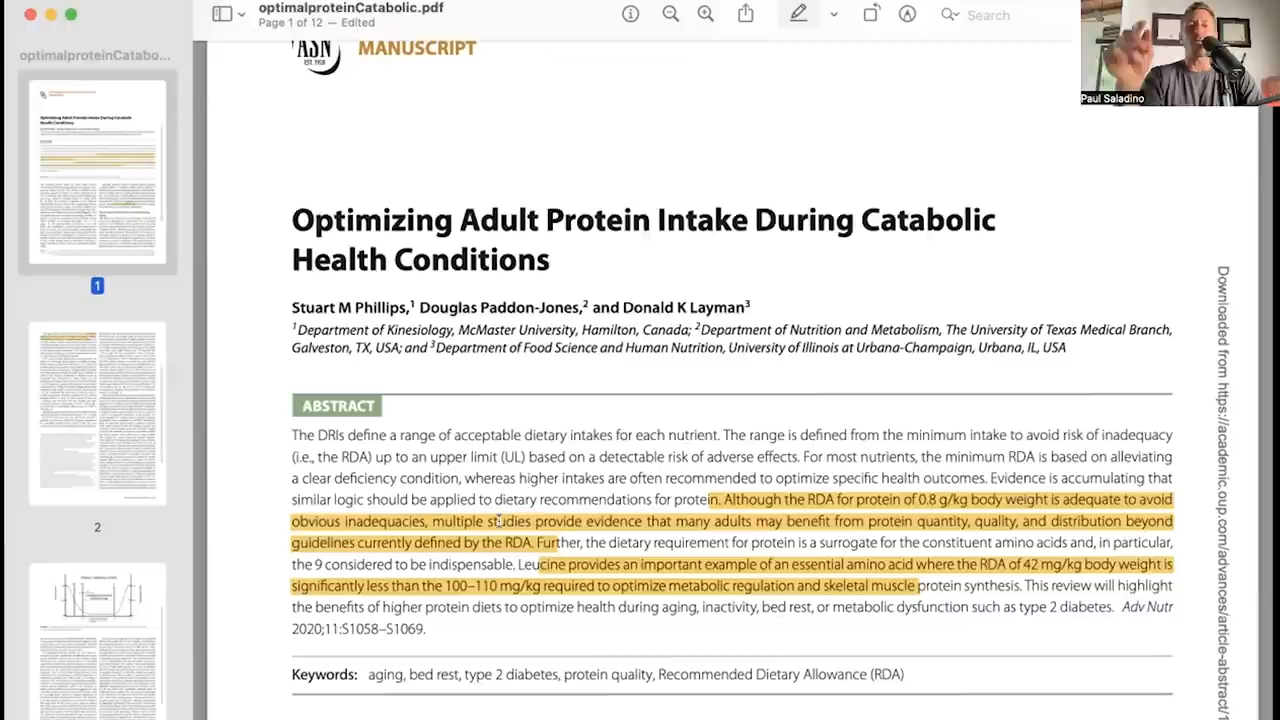 optimalproteinCatabolic.pdf
Page 1 of 12 — Edited
Search
Paul Saladino
optimalproteinCatabo...
1
2
ASN
EST. 1928
MANUSCRIPT
Optimizing Adult Protein Intake During Catabolic
Health Conditions
Stuart M Phillips,1 Douglas Paddon-Jones,2 and Donald K Layman3
1Department of Kinesiology, McMaster University, Hamilton, Canada; 2Department of Nutrition and Metabolism, The University of Texas Medical Branch,
Galveston, TX, USA; and 3Department of Food Science and Human Nutrition, University of Illinois at Urbana-Champaign, Urbana, IL, USA
ABSTRACT
The DRIs define a range of acceptable dietary intakes for each nutrient. The range is defined from the minimum intake to avoid risk of inadequacy
(i.e., the RDA) up to an upper limit (UL) based on a detectable risk of adverse effects. For most nutrients, the minimum RDA is based on alleviating
a clear deficiency condition, whereas higher intakes are often recommended to optimize specific health outcomes. Evidence is accumulating that
similar logic should be applied to dietary recommendations for protein. Although the RDA for protein of 0.8 g/kg body weight is adequate to avoid
obvious inadequacies, multiple studies provide evidence that many adults may benefit from protein quantity, quality, and distribution beyond
guidelines currently defined by the RDA. Further, the dietary requirement for protein is a surrogate for the constituent amino acids and, in particular,
the 9 considered to be indispensable. Leucine provides an important example of an essential amino acid where the RDA of 42 mg/kg body weight is
significantly less than the 100–110 mg/kg required to optimize metabolic regulation and skeletal muscle protein synthesis. This review will highlight
the benefits of higher protein diets to optimize health during aging, inactivity, bed rest, or metabolic dysfunction such as type 2 diabetes. Adv Nutr
2020;11:S1058–S1069.
Keywords: aging, bed rest, type 2 diabetes, protein quality, Recommended Dietary Allowance (RDA)
Downloaded from https://academic.oup.com/advances/article-abstract/1